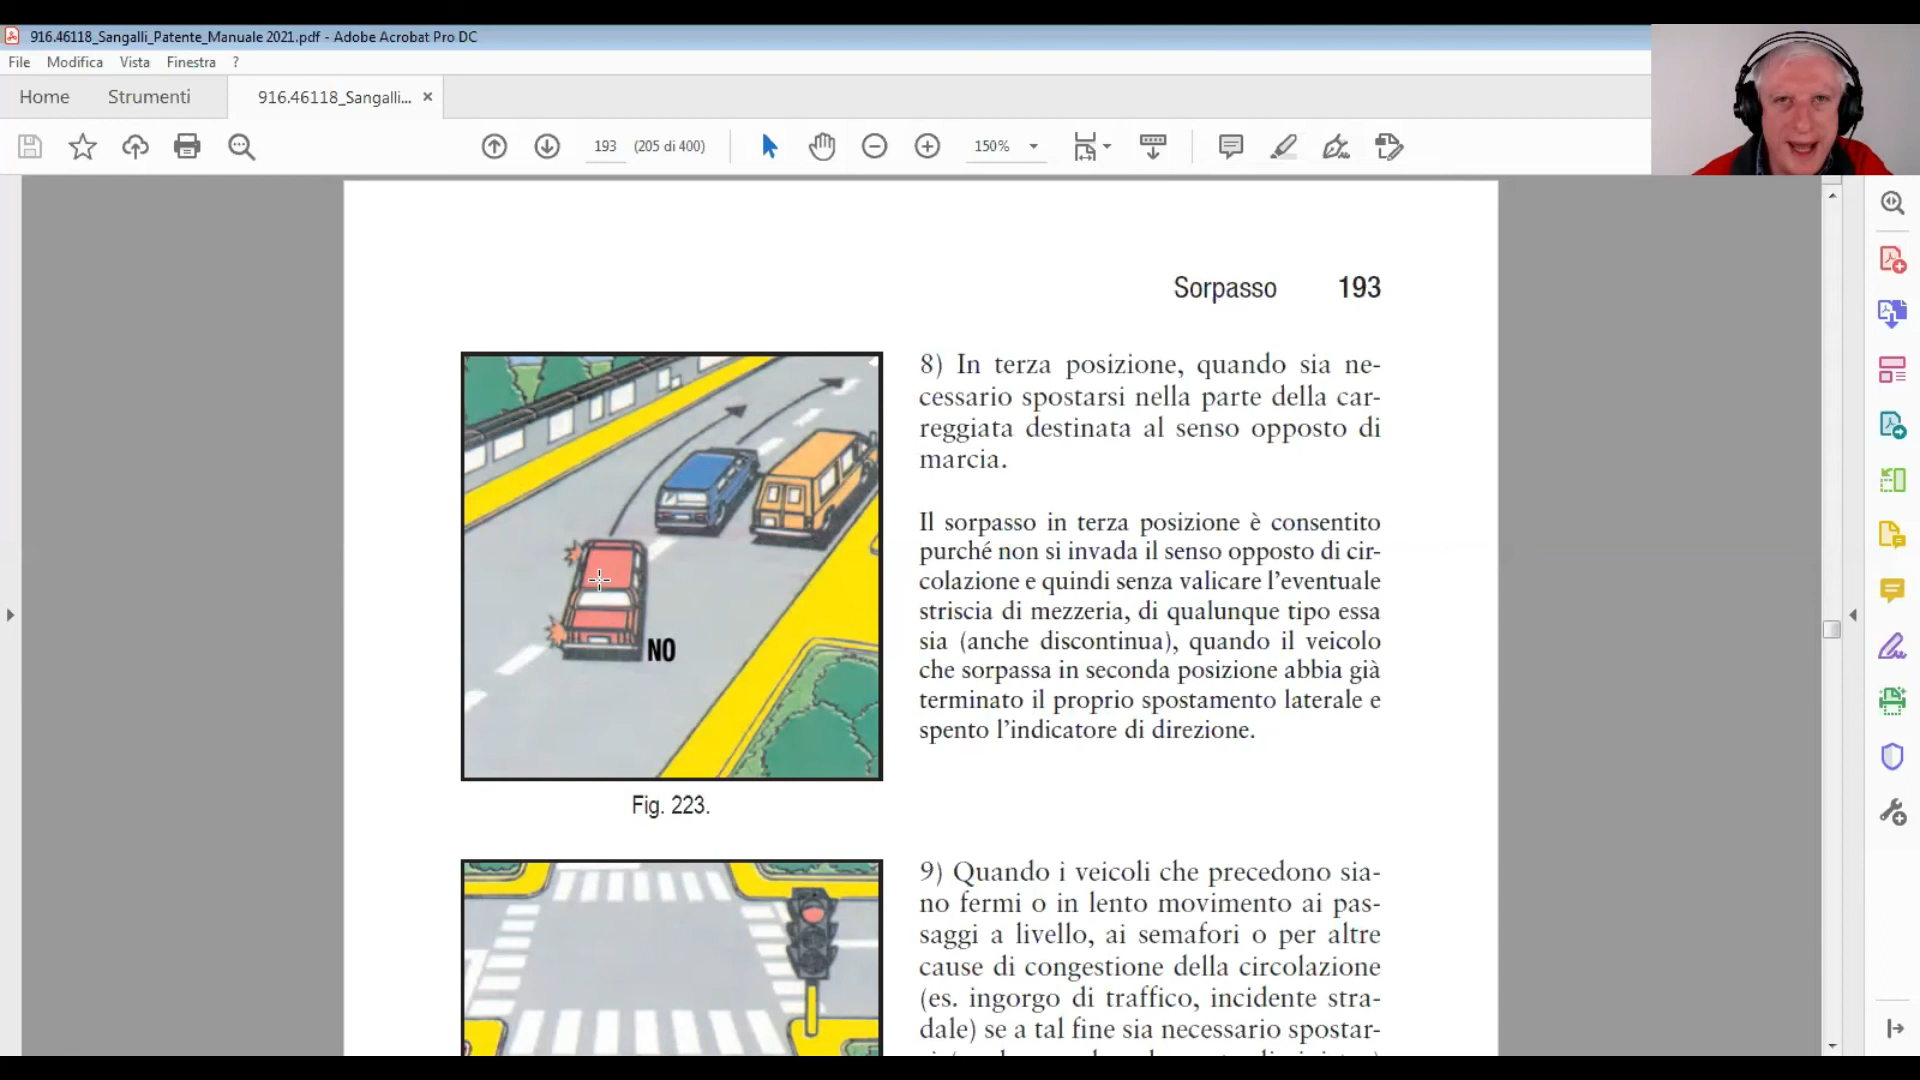 916.46118_Sangalli_Patente_Manuale 2021.pdf - Adobe Acrobat Pro DC
File Modifica Vista Finestra ?
Home Strumenti 916.46118_Sangalli... ×
193 (205 di 400) 150%
Sorpasso 193
8) In terza posizione, quando sia ne-
cessario spostarsi nella parte della car-
reggiata destinata al senso opposto di
marcia.
Il sorpasso in terza posizione è consentito
purché non si invada il senso opposto di cir-
colazione e quindi senza valicare l'eventuale
striscia di mezzeria, di qualunque tipo essa
sia (anche discontinua), quando il veicolo
che sorpassa in seconda posizione abbia già
terminato il proprio spostamento laterale e
spento l'indicatore di direzione.
NO
Fig. 223.
9) Quando i veicoli che precedono sia-
no fermi o in lento movimento ai pas-
saggi a livello, ai semafori o per altre
cause di congestione della circolazione
(es. ingorgo di traffico, incidente stra-
dale) se a tal fine sia necessario spostar-